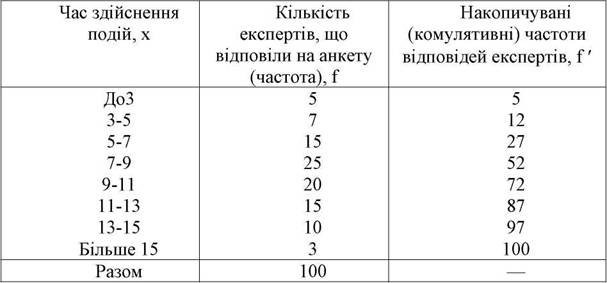 Час здійснення подій, x | Кількість експертів, що відповіли на анкету (частота), f | Накопичувані (комулятивні) частоти відповідей експертів, f ′
До3 | 5 | 5
3-5 | 7 | 12
5-7 | 15 | 27
7-9 | 25 | 52
9-11 | 20 | 72
11-13 | 15 | 87
13-15 | 10 | 97
Більше 15 | 3 | 100
Разом | 100 | —